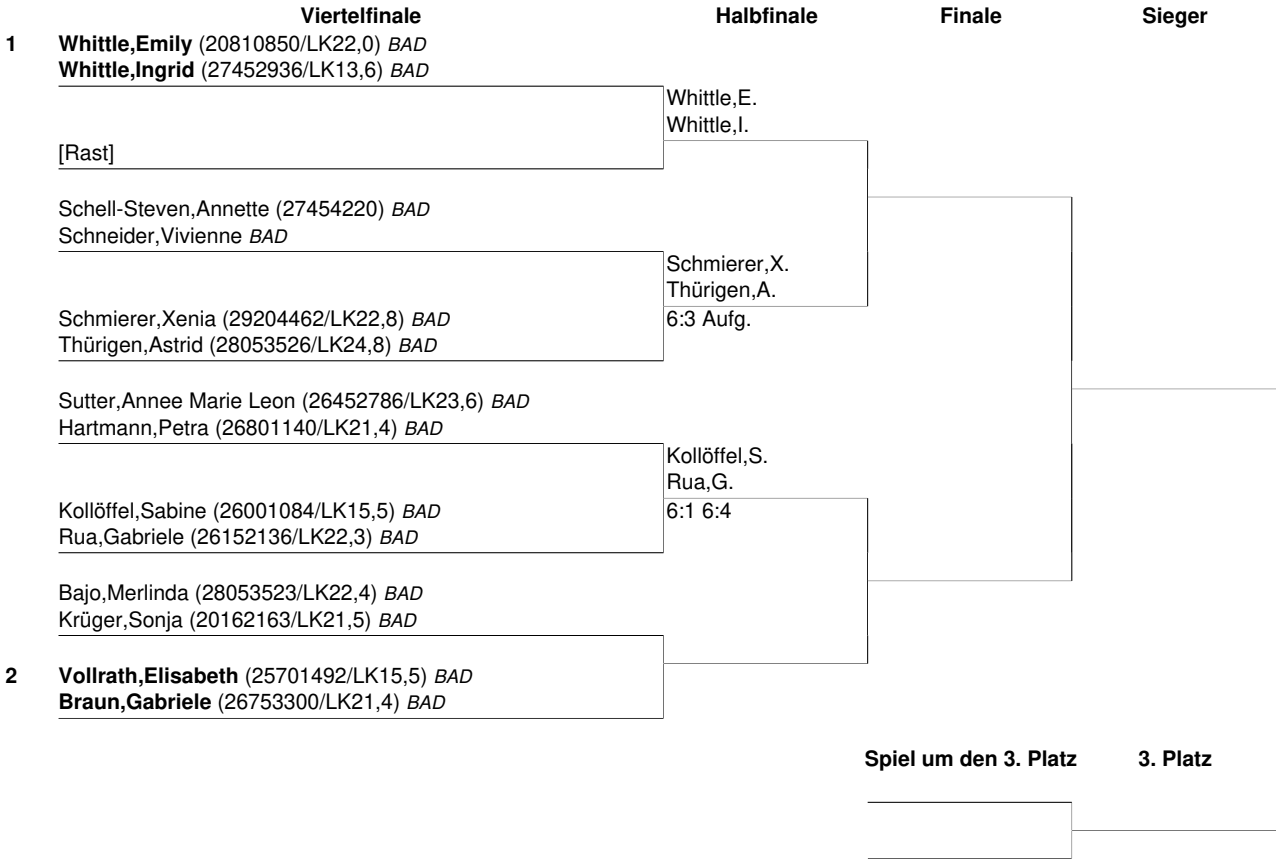 Viertelfinale Halbfinale Finale Sieger
1 Whittle,Emily (20810850/LK22,0) BAD
Whittle,Ingrid (27452936/LK13,6) BAD
Whittle,E.
Whittle,I.
[Rast]
Schell-Steven,Annette (27454220) BAD
Schneider,Vivienne BAD
Schmierer,X.
Thürigen,A.
Schmierer,Xenia (29204462/LK22,8) BAD 6:3 Aufg.
Thürigen,Astrid (28053526/LK24,8) BAD
Sutter,Annee Marie Leon (26452786/LK23,6) BAD
Hartmann,Petra (26801140/LK21,4) BAD
Kollöffel,S.
Rua,G.
Kollöffel,Sabine (26001084/LK15,5) BAD 6:1 6:4
Rua,Gabriele (26152136/LK22,3) BAD
Bajo,Merlinda (28053523/LK22,4) BAD
Krüger,Sonja (20162163/LK21,5) BAD
2 Vollrath,Elisabeth (25701492/LK15,5) BAD
Braun,Gabriele (26753300/LK21,4) BAD
Spiel um den 3. Platz 3. Platz